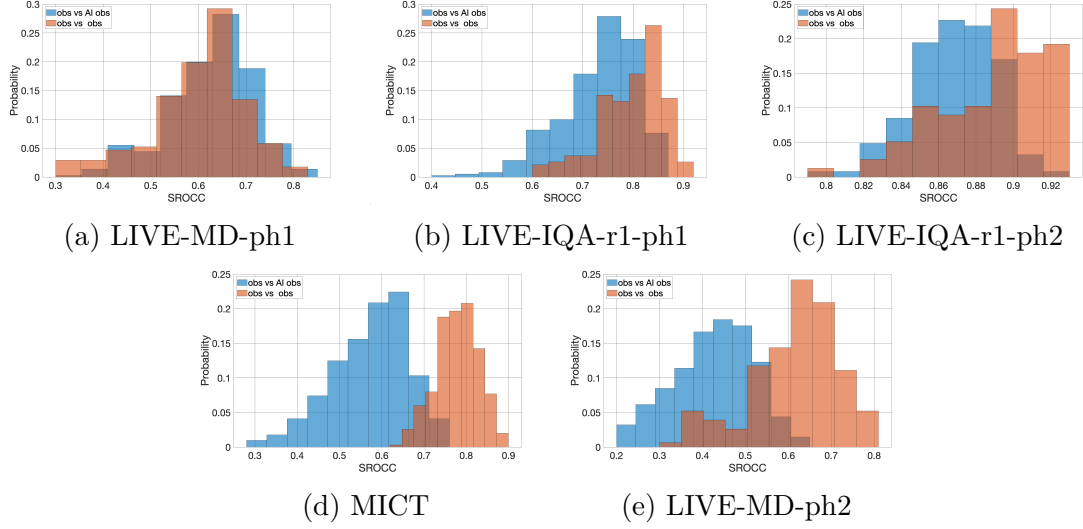 obs vs AI obs
obs vs obs
Probability
0.3
0.25
0.2
0.15
0.1
0.05
0
0.3 0.4 0.5 0.6 0.7 0.8
SROCC
(a) LIVE-MD-ph1
obs vs AI obs
obs vs obs
Probability
0.3
0.25
0.2
0.15
0.1
0.05
0
0.4 0.5 0.6 0.7 0.8 0.9
SROCC
(b) LIVE-IQA-r1-ph1
obs vs AI obs
obs vs obs
Probability
0.25
0.2
0.15
0.1
0.05
0
0.8 0.82 0.84 0.86 0.88 0.9 0.92
SROCC
(c) LIVE-IQA-r1-ph2
obs vs AI obs
obs vs obs
Probability
0.25
0.2
0.15
0.1
0.05
0
0.3 0.4 0.5 0.6 0.7 0.8 0.9
SROCC
(d) MICT
obs vs AI obs
obs vs obs
Probability
0.25
0.2
0.15
0.1
0.05
0
0.2 0.3 0.4 0.5 0.6 0.7 0.8
SROCC
(e) LIVE-MD-ph2